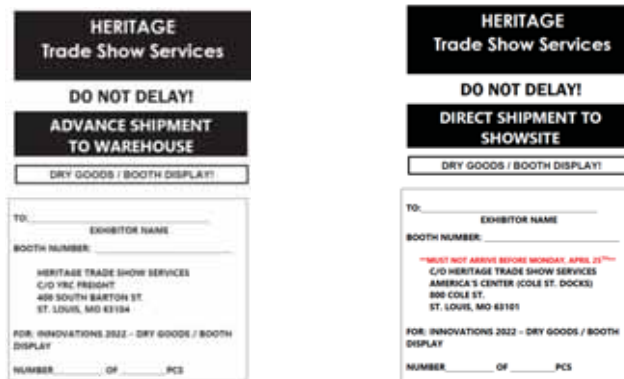 HERITAGE
Trade Show Services
DO NOT DELAY!
ADVANCE SHIPMENT
TO WAREHOUSE
DRY GOODS / BOOTH DISPLAY!
TO:
EXHIBITOR NAME
BOOTH NUMBER:
HERITAGE TRADE SHOW SERVICES
C/O YRC FREIGHT
400 SOUTH BARTON ST.
ST. LOUIS, MO 63104
FOR: INNOVATIONS 2022 – DRY GOODS / BOOTH
DISPLAY
NUMBER OF PCS
HERITAGE
Trade Show Services
DO NOT DELAY!
DIRECT SHIPMENT TO
SHOWSITE
DRY GOODS / BOOTH DISPLAY!
TO:
EXHIBITOR NAME
BOOTH NUMBER:
**MUST NOT ARRIVE BEFORE MONDAY, APRIL 25TH**
C/O HERITAGE TRADE SHOW SERVICES
AMERICA'S CENTER (COLE ST. DOCKS)
800 COLE ST.
ST. LOUIS, MO 63101
FOR: INNOVATIONS 2022 – DRY GOODS / BOOTH
DISPLAY
NUMBER OF PCS